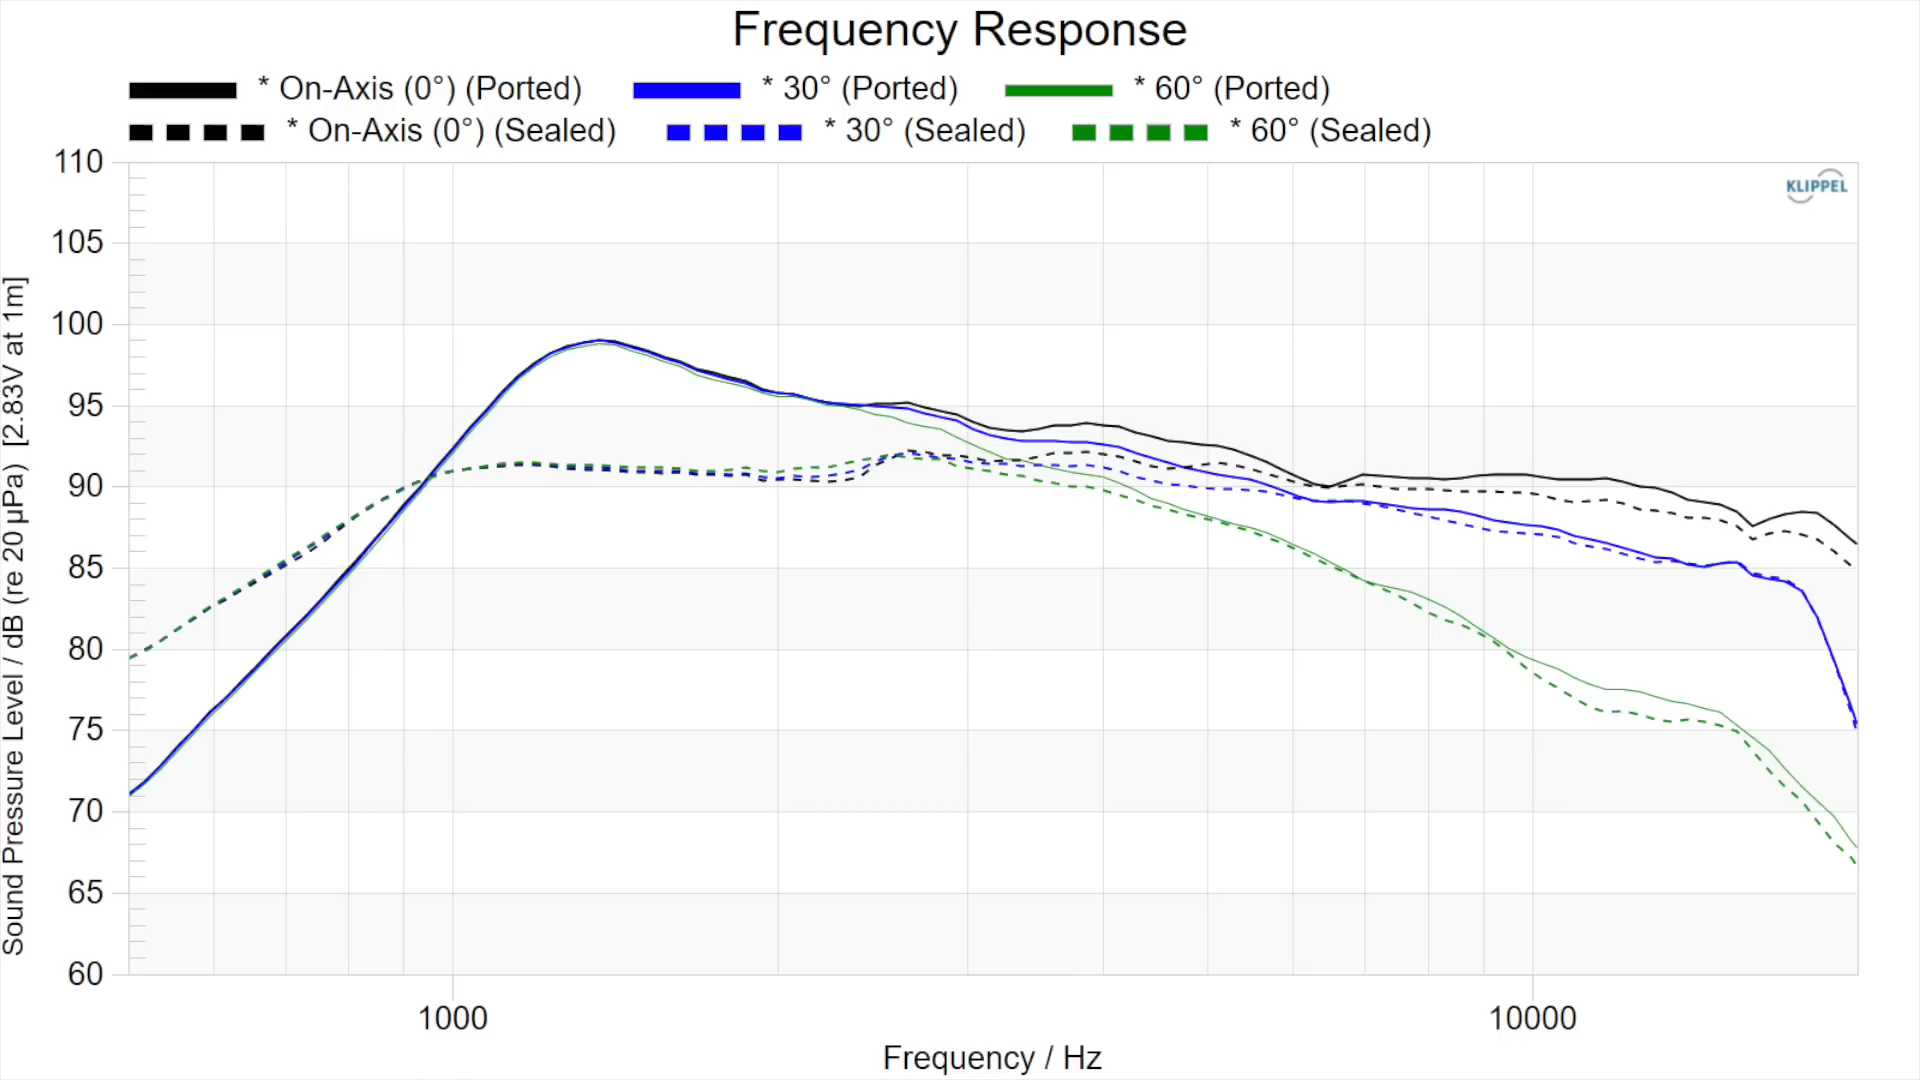 Frequency Response
* On-Axis (0°) (Ported) * 30° (Ported) * 60° (Ported)
* On-Axis (0°) (Sealed) * 30° (Sealed) * 60° (Sealed)
KLIPPEL
Sound Pressure Level / dB (re 20 µPa) [2.83V at 1m]
110
105
100
95
90
85
80
75
70
65
60
1000 10000
Frequency / Hz